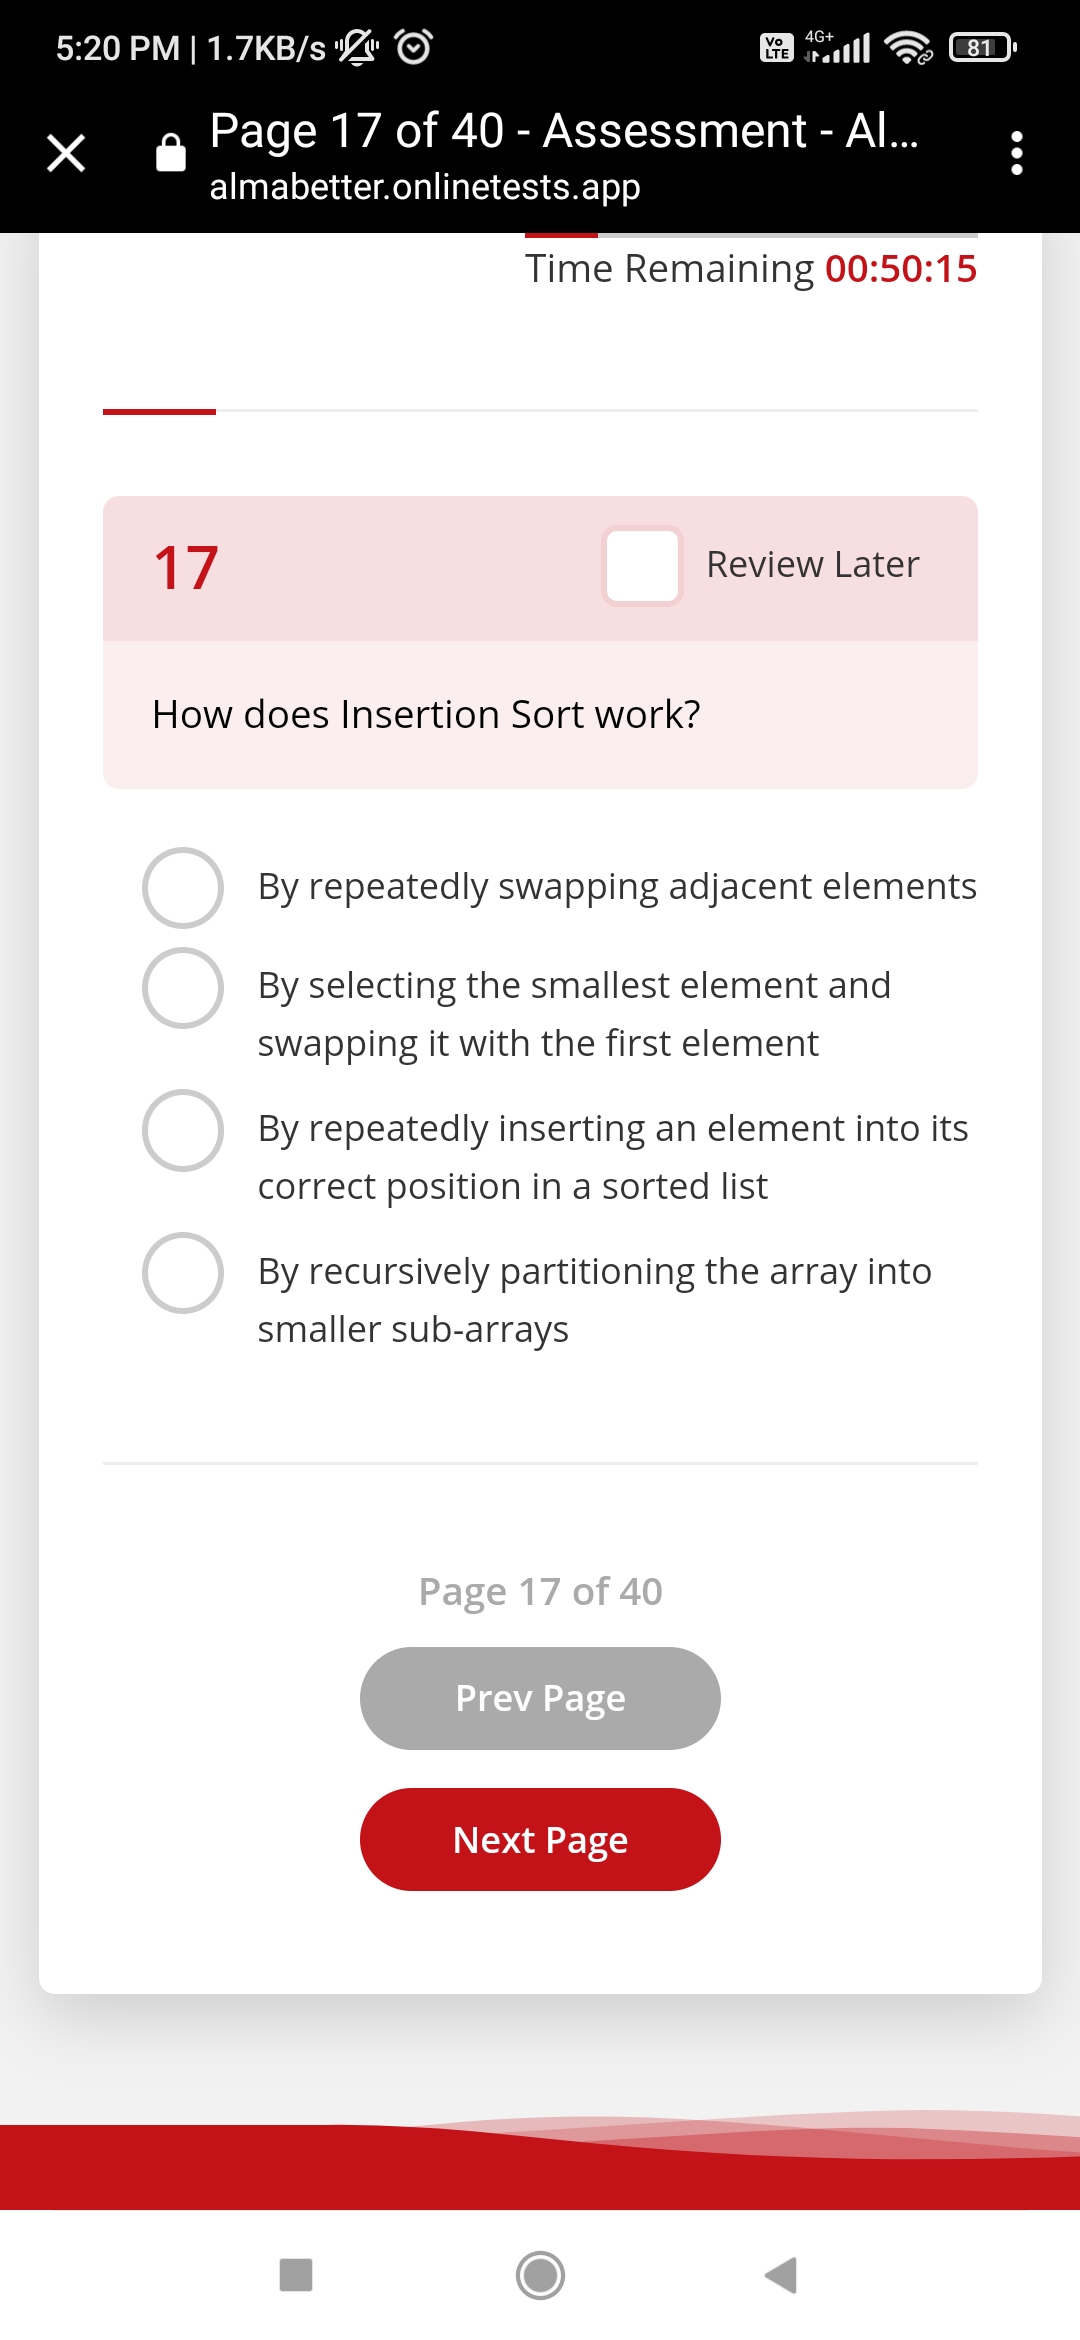 5:20 PM | 1.7KB/s
Vo LTE 4G+ 81
Page 17 of 40 - Assessment - Al...
almabetter.onlinetests.app
Time Remaining 00:50:15
17 Review Later
How does Insertion Sort work?
By repeatedly swapping adjacent elements
By selecting the smallest element and
swapping it with the first element
By repeatedly inserting an element into its
correct position in a sorted list
By recursively partitioning the array into
smaller sub-arrays
Page 17 of 40
Prev Page
Next Page